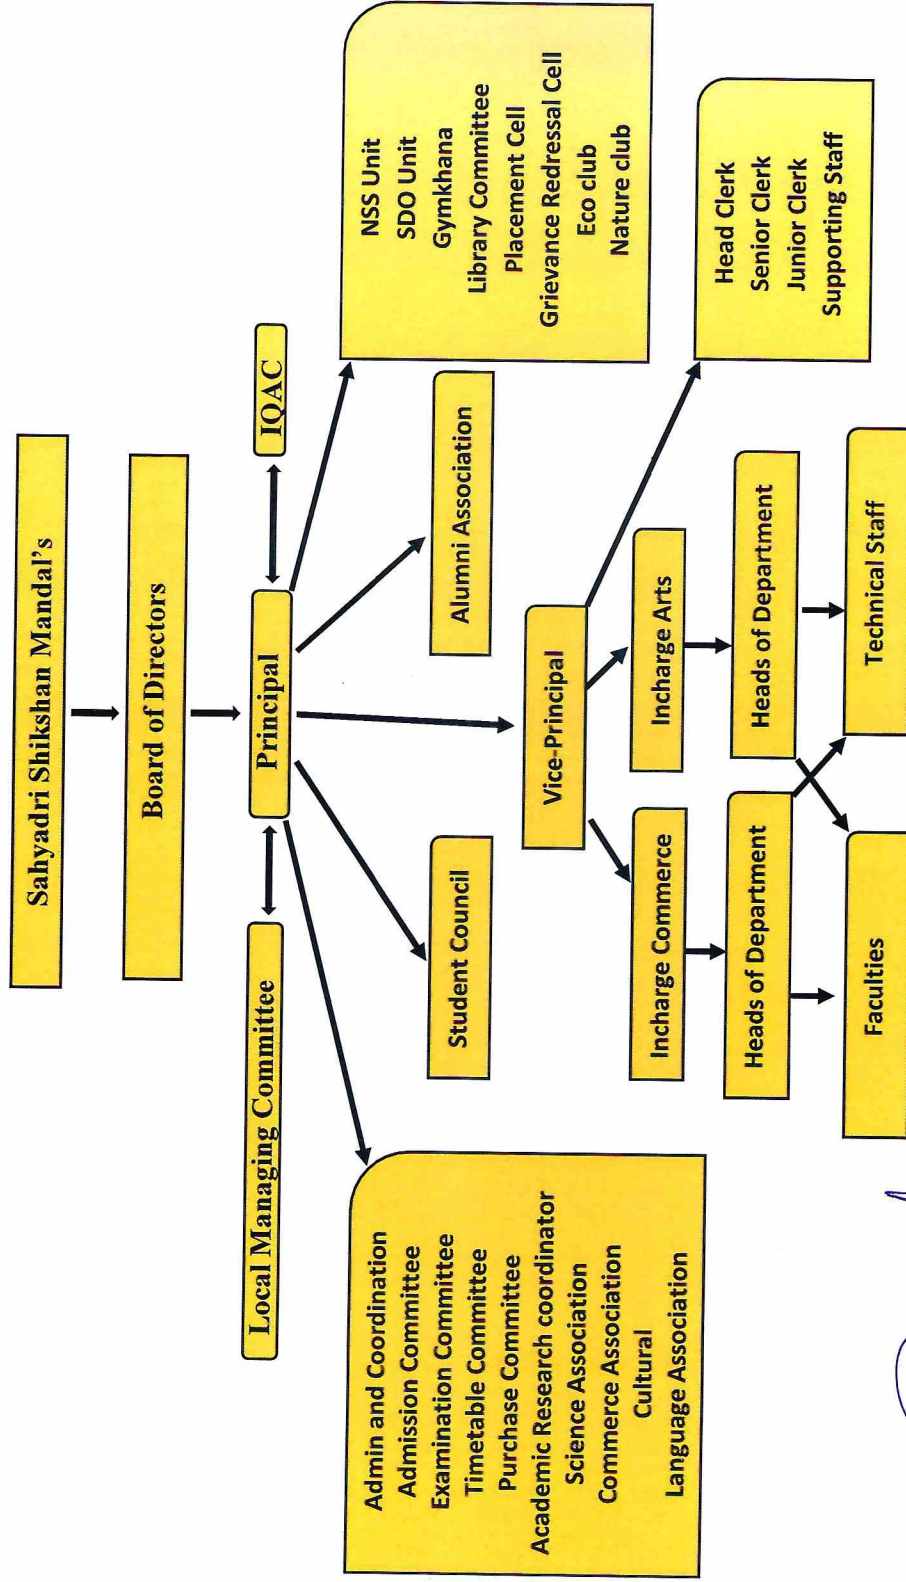 Sahyadri Shikshan Mandal's
Board of Directors
Local Managing Committee
Principal
IQAC
Admin and Coordination
Admission Committee
Examination Committee
Timetable Committee
Purchase Committee
Academic Research coordinator
Science Association
Commerce Association
Cultural
Language Association
Student Council
Alumni Association
NSS Unit
SDO Unit
Gymkhana
Library Committee
Placement Cell
Grievance Redressal Cell
Eco club
Nature club
Vice-Principal
Incharge Commerce
Incharge Arts
Head Clerk
Senior Clerk
Junior Clerk
Supporting Staff
Heads of Department
Heads of Department
Faculties
Technical Staff